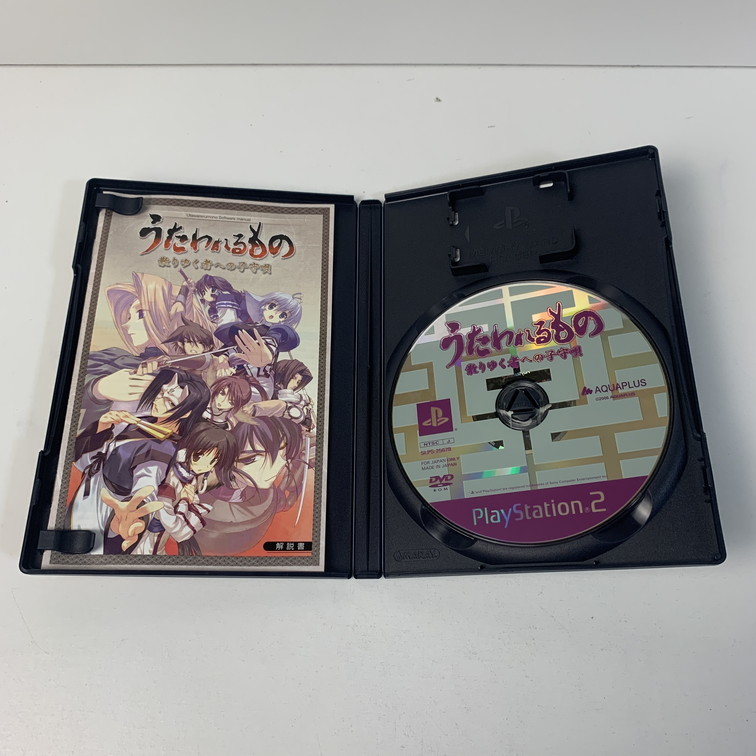 うたわれるもの
散りゆく者への子守唄
解説書
うたわれるもの
散りゆく者への子守唄
AQUAPLUS
NTSC J
FOR JAPAN ONLY
MADE IN JAPAN
DVD
PlayStation 2